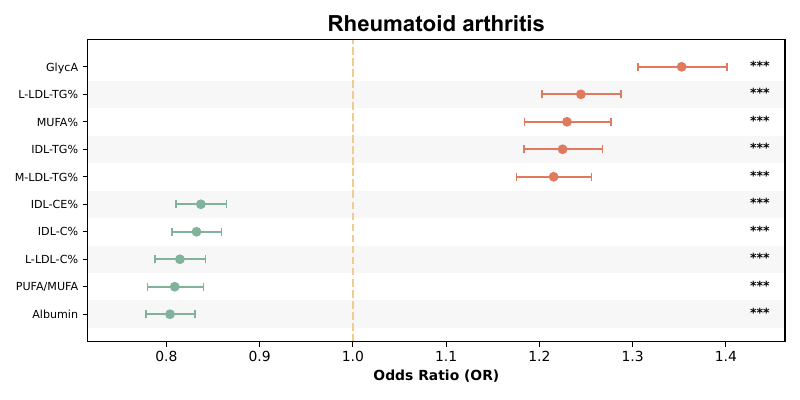 Rheumatoid arthritis
GlycA ***
L-LDL-TG% ***
MUFA% ***
IDL-TG% ***
M-LDL-TG% ***
IDL-CE% ***
IDL-C% ***
L-LDL-C% ***
PUFA/MUFA ***
Albumin ***
0.8 0.9 1.0 1.1 1.2 1.3 1.4
Odds Ratio (OR)